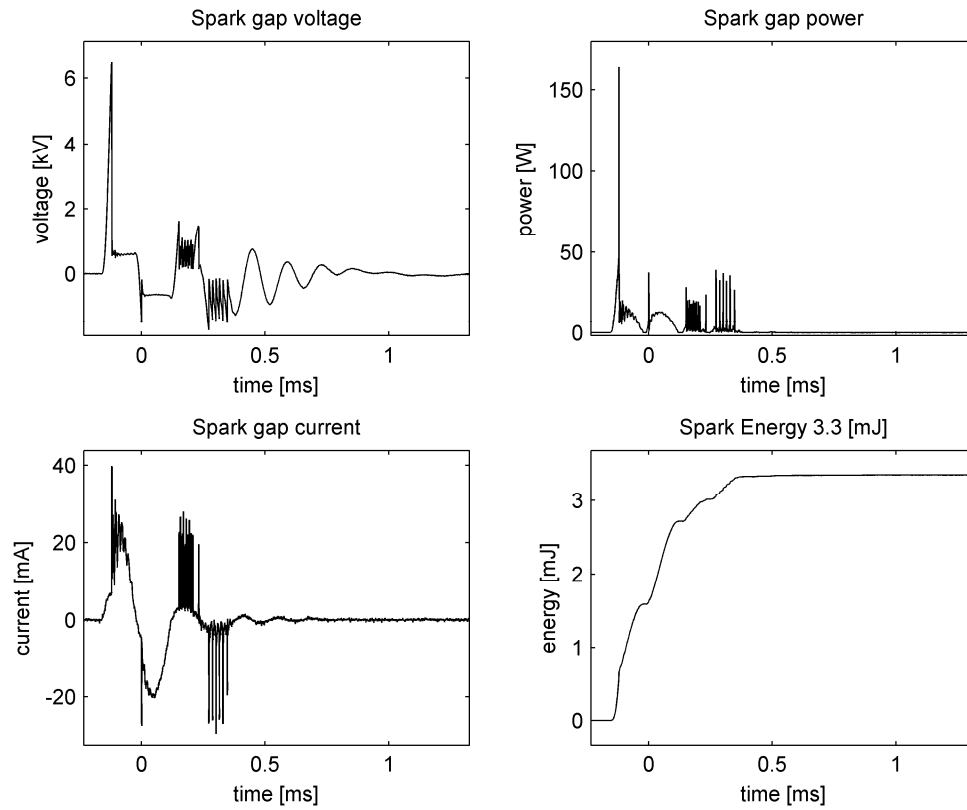 Spark gap voltage
voltage [kV]
6
4
2
0
0
0.5
1
time [ms]
Spark gap power
power [W]
150
100
50
0
0
0.5
1
time [ms]
Spark gap current
current [mA]
40
20
0
-20
0
0.5
1
time [ms]
Spark Energy 3.3 [mJ]
energy [mJ]
3
2
1
0
0
0.5
1
time [ms]